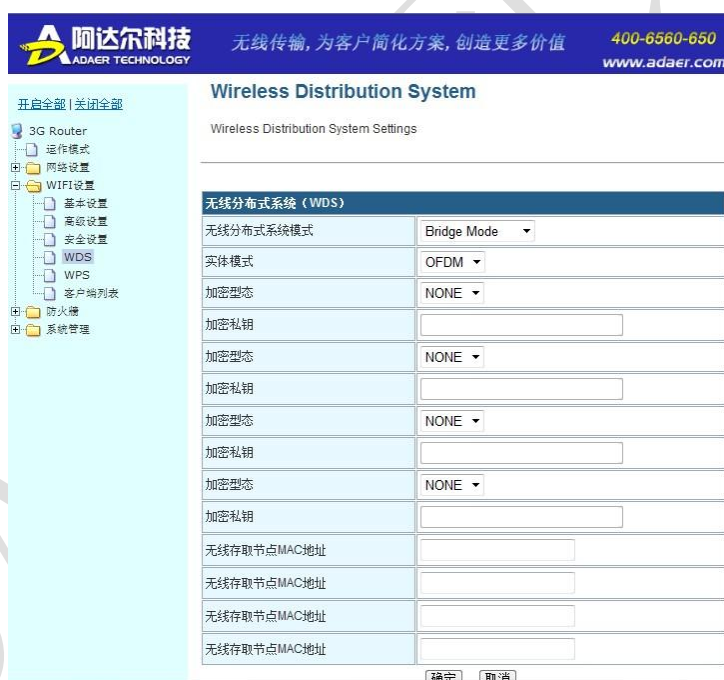 阿达尔科技
ADAER TECHNOLOGY
无线传输,为客户简化方案,创造更多价值
400-6560-650
www.adaer.com
开启全部 | 关闭全部
3G Router
运作模式
网络设置
WIFI设置
基本设置
高级设置
安全设置
WDS
WPS
客户端列表
防火墙
系统管理
Wireless Distribution System
Wireless Distribution System Settings
无线分布式系统（WDS）
无线分布式系统模式 Bridge Mode
实体模式 OFDM
加密型态 NONE
加密私钥
加密型态 NONE
加密私钥
加密型态 NONE
加密私钥
加密型态 NONE
加密私钥
无线存取节点MAC地址
无线存取节点MAC地址
无线存取节点MAC地址
无线存取节点MAC地址
确定 取消